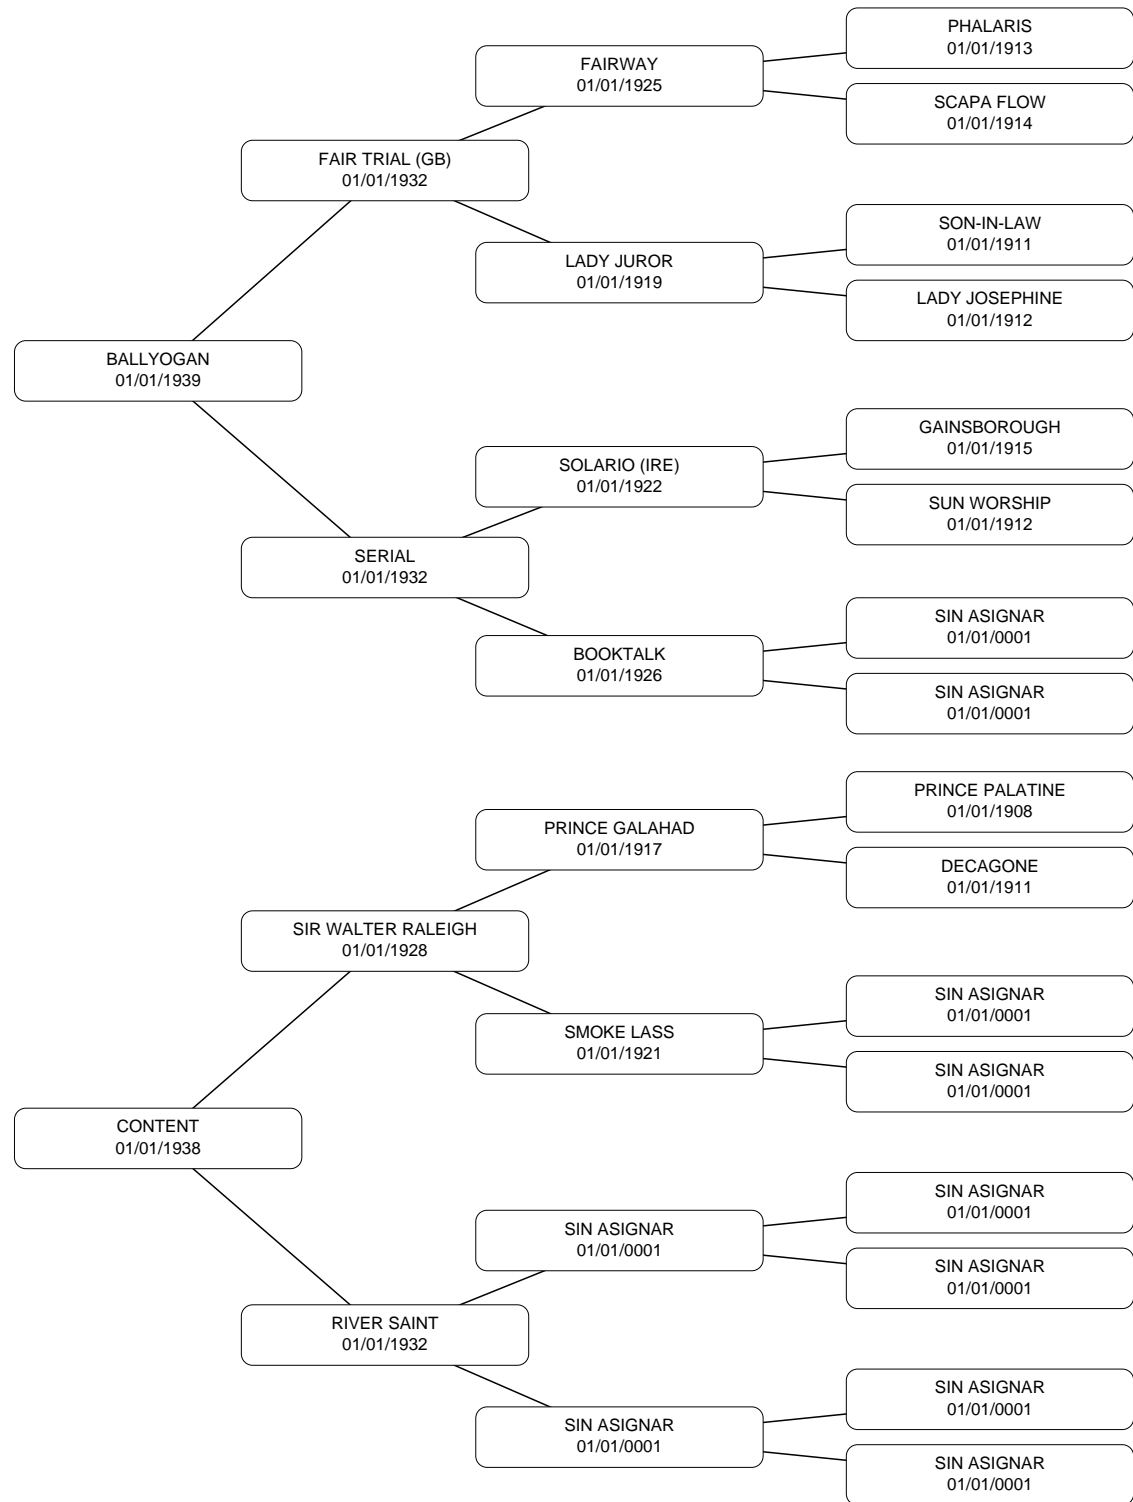 PHALARIS
01/01/1913
FAIRWAY
01/01/1925
SCAPA FLOW
01/01/1914
FAIR TRIAL (GB)
01/01/1932
SON-IN-LAW
01/01/1911
LADY JUROR
01/01/1919
LADY JOSEPHINE
01/01/1912
BALLYOGAN
01/01/1939
GAINSBOROUGH
01/01/1915
SOLARIO (IRE)
01/01/1922
SUN WORSHIP
01/01/1912
SERIAL
01/01/1932
SIN ASIGNAR
01/01/0001
BOOKTALK
01/01/1926
SIN ASIGNAR
01/01/0001
PRINCE PALATINE
01/01/1908
PRINCE GALAHAD
01/01/1917
DECAGONE
01/01/1911
SIR WALTER RALEIGH
01/01/1928
SIN ASIGNAR
01/01/0001
SMOKE LASS
01/01/1921
SIN ASIGNAR
01/01/0001
CONTENT
01/01/1938
SIN ASIGNAR
01/01/0001
SIN ASIGNAR
01/01/0001
SIN ASIGNAR
01/01/0001
RIVER SAINT
01/01/1932
SIN ASIGNAR
01/01/0001
SIN ASIGNAR
01/01/0001
SIN ASIGNAR
01/01/0001